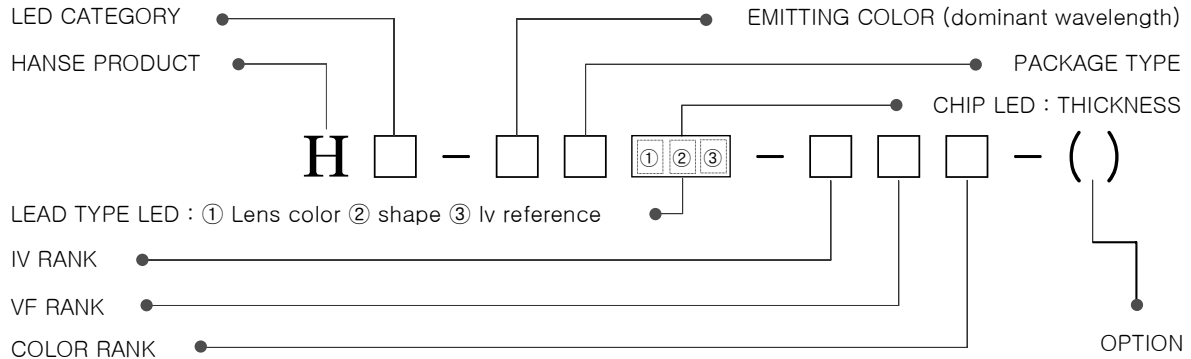 LED CATEGORY
EMITTING COLOR (dominant wavelength)
HANSE PRODUCT
PACKAGE TYPE
CHIP LED : THICKNESS
H □ - □ □ ① ② ③ - □ □ □ - ( )
LEAD TYPE LED : ① Lens color ② shape ③ Iv reference
IV RANK
VF RANK
COLOR RANK
OPTION